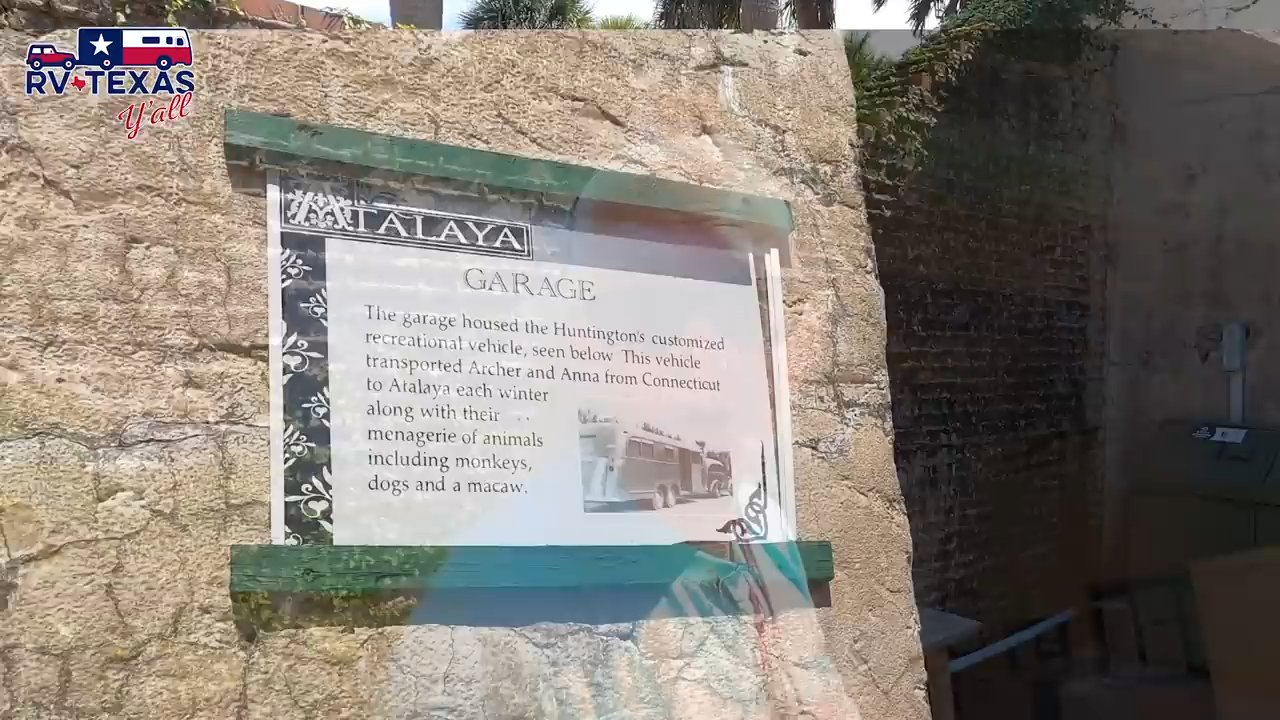 RV TEXAS
Y'all
ATALAYA
GARAGE
The garage housed the Huntington's customized
recreational vehicle, seen below This vehicle
transported Archer and Anna from Connecticut
to Atalaya each winter
along with their
menagerie of animals
including monkeys,
dogs and a macaw.